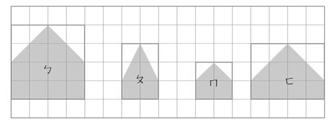 ㄅ ㄆ ㄇ ㄈ